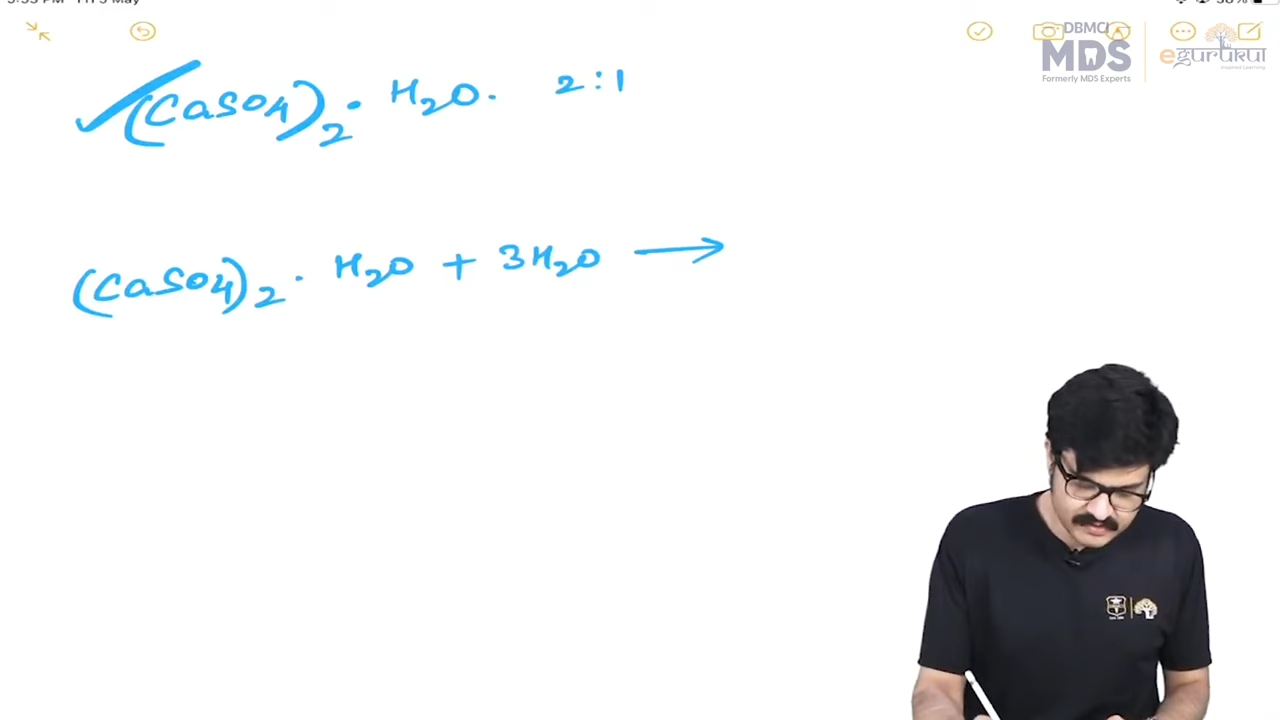 DBMCI
MDS
Formerly MDS Experts
egurukul
(CaSO4)2 · H2O. 2:1
(CaSO4)2 · H2O + 3H2O →